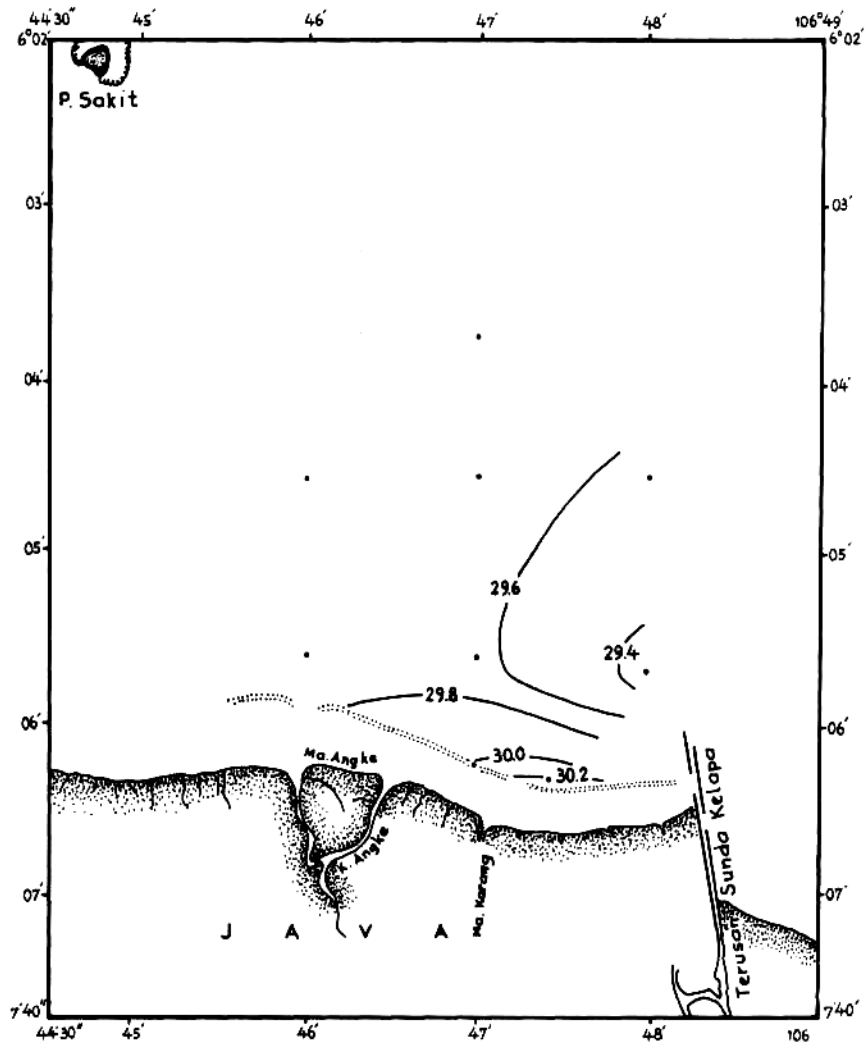 44'30" 45' 46' 47' 48' 106°49'
6°02' 6°02'
P. Sakit
03' 03'
04' 04'
05' 05'
29.6
29.4
29.8
06' 06'
Ma. Angke
30.0
30.2
K. Angke
Ma. Karang
Terusan Sunda Kelapa
07' 07'
J A V A
7'40" 7'40"
44'30" 45' 46' 47' 48' 106